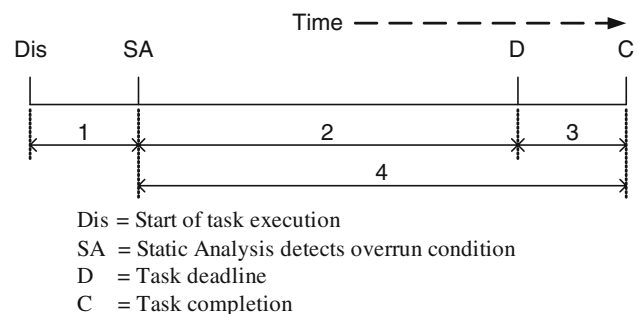 Time
Dis SA D C
1 2 3
4
Dis = Start of task execution
SA = Static Analysis detects overrun condition
D = Task deadline
C = Task completion